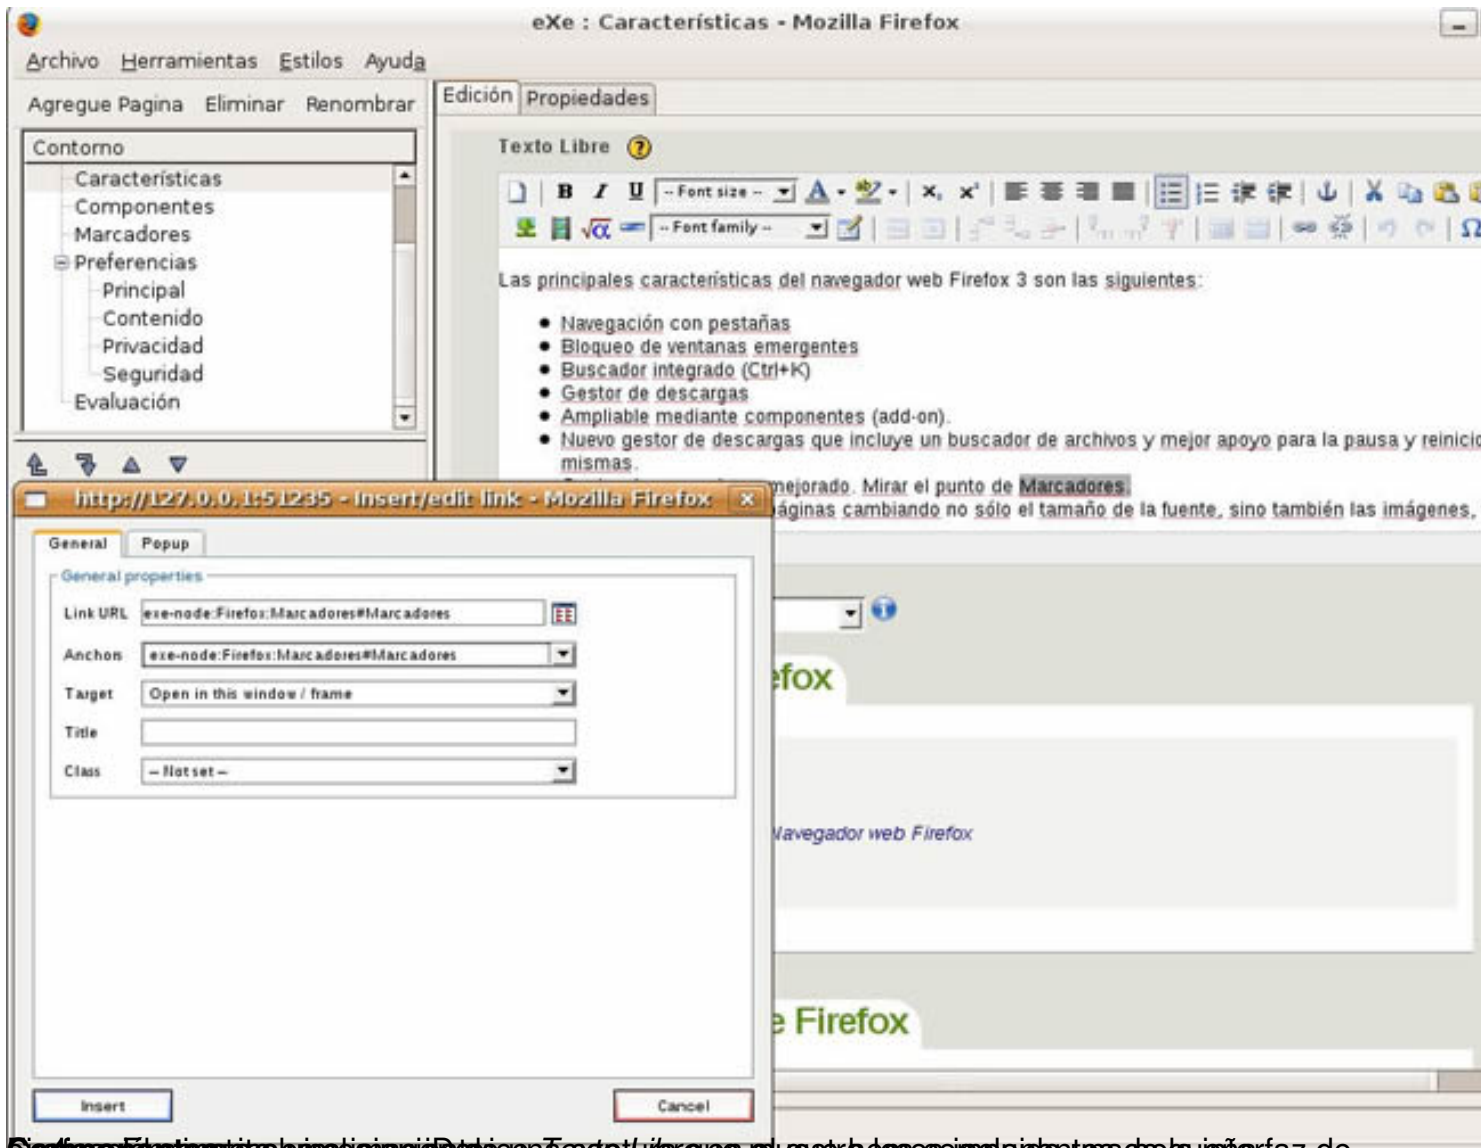 eXe : Características - Mozilla Firefox
Archivo Herramientas Estilos Ayuda
Agregue Pagina Eliminar Renombrar
Edición Propiedades
Contorno
Características
Componentes
Marcadores
Preferencias
Principal
Contenido
Privacidad
Seguridad
Evaluación
Texto Libre
B I U -- Font size --
-- Font family --
Las principales características del navegador web Firefox 3 son las siguientes:
Navegación con pestañas
Bloqueo de ventanas emergentes
Buscador integrado (Ctrl+K)
Gestor de descargas
Ampliable mediante componentes (add-on).
Nuevo gestor de descargas que incluye un buscador de archivos y mejor apoyo para la pausa y reinicio
mismas.
mejorado. Mirar el punto de Marcadores.
áginas cambiando no sólo el tamaño de la fuente, sino también las imágenes,
http://127.0.0.1:51235 - Insert/edit link - Mozilla Firefox
General Popup
General properties
Link URL exe-node:Firefox:Marcadores#Marcadores
Anchors exe-node:Firefox:Marcadores#Marcadores
Target Open in this window / frame
Title
Class -- Not set --
Insert Cancel
efox
Navegador web Firefox
e Firefox